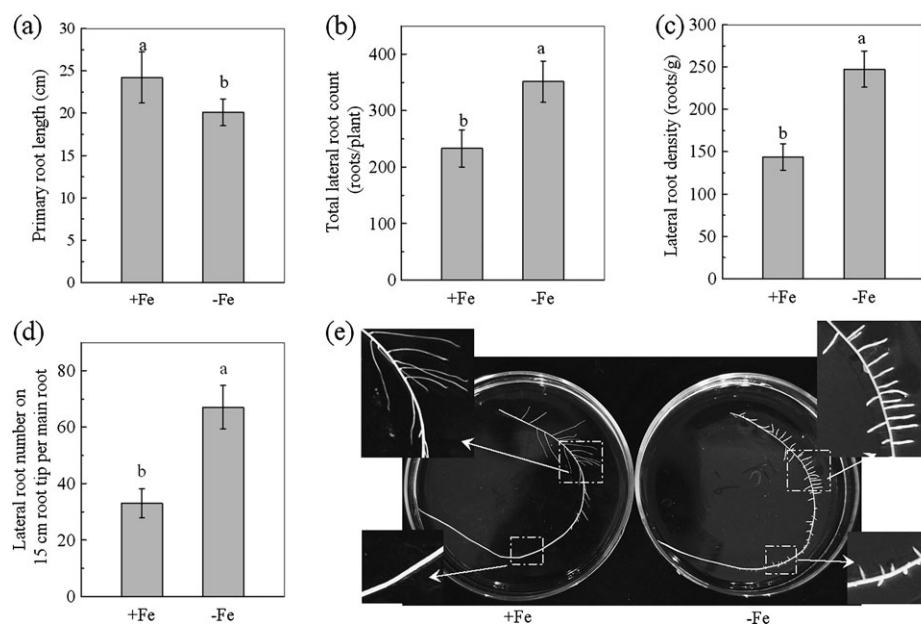 (a)
Primary root length (cm)
30
25
20
15
10
5
0
a
b
+Fe
-Fe
(b)
Total lateral root count
(roots/plant)
400
300
200
100
0
b
a
+Fe
-Fe
(c)
Lateral root density (roots/g)
300
250
200
150
100
50
0
b
a
+Fe
-Fe
(d)
Lateral root number on
15 cm root tip per main root
80
60
40
20
0
b
a
+Fe
-Fe
(e)
+Fe
-Fe